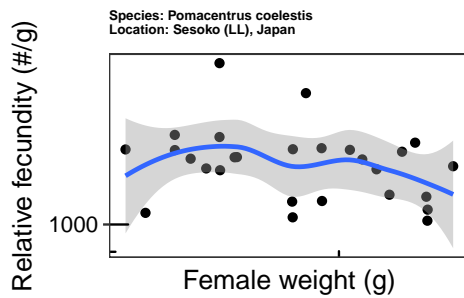 Species: Pomacentrus coelestis
Location: Sesoko (LL), Japan
Relative fecundity (#/g)
1000
Female weight (g)